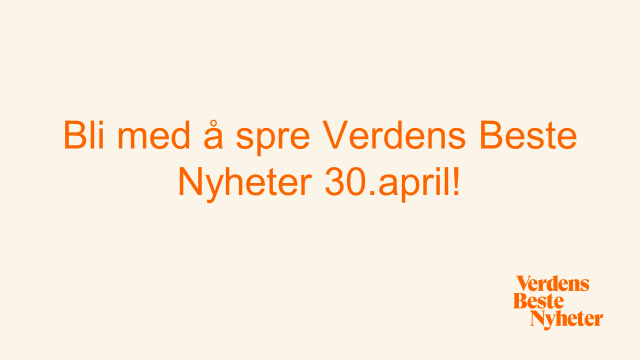 Bli med å spre Verdens Beste
Nyheter 30.april!
Verdens
Beste
Nyheter